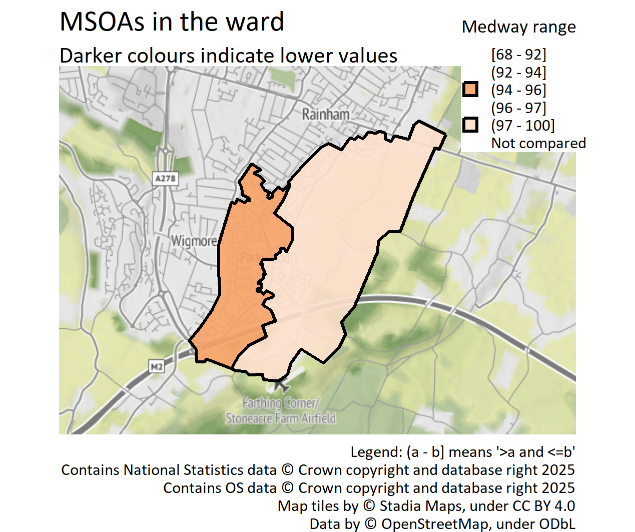 MSOAs in the ward
Darker colours indicate lower values
Medway range
[68 - 92]
(92 - 94]
(94 - 96]
(96 - 97]
(97 - 100]
Not compared
Rainham
A278
Wigmore
M2
Farthing Corner/
Stoneacre Farm Airfield
Legend: (a - b] means '>a and <=b'
Contains National Statistics data © Crown copyright and database right 2025
Contains OS data © Crown copyright and database right 2025
Map tiles by © Stadia Maps, under CC BY 4.0
Data by © OpenStreetMap, under ODbL